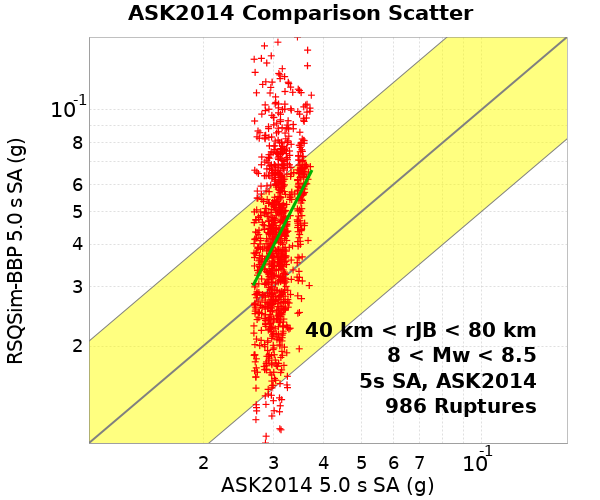 ASK2014 Comparison Scatter
RSQSim-BBP 5.0 s SA (g)
10-1
8
6
5
4
3
2
40 km < rJB < 80 km
8 < Mw < 8.5
5s SA, ASK2014
986 Ruptures
2 3 4 5 6 7 10-1
ASK2014 5.0 s SA (g)